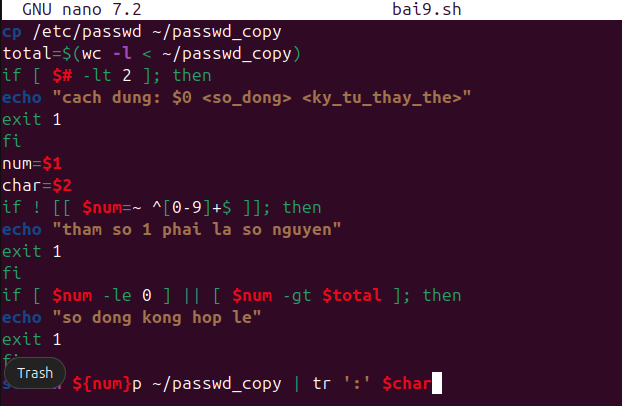 GNU nano 7.2 bai9.sh
cp /etc/passwd ~/passwd_copy
total=$(wc -l < ~/passwd_copy)
if [ $# -lt 2 ]; then
echo "cach dung: $0 <so_dong> <ky_tu_thay_the>"
exit 1
fi
num=$1
char=$2
if ! [[ $num=~ ^[0-9]+$ ]]; then
echo "tham so 1 phai la so nguyen"
exit 1
fi
if [ $num -le 0 ] || [ $num -gt $total ]; then
echo "so dong kong hop le"
exit 1
Trash
${num}p ~/passwd_copy | tr ':' $char